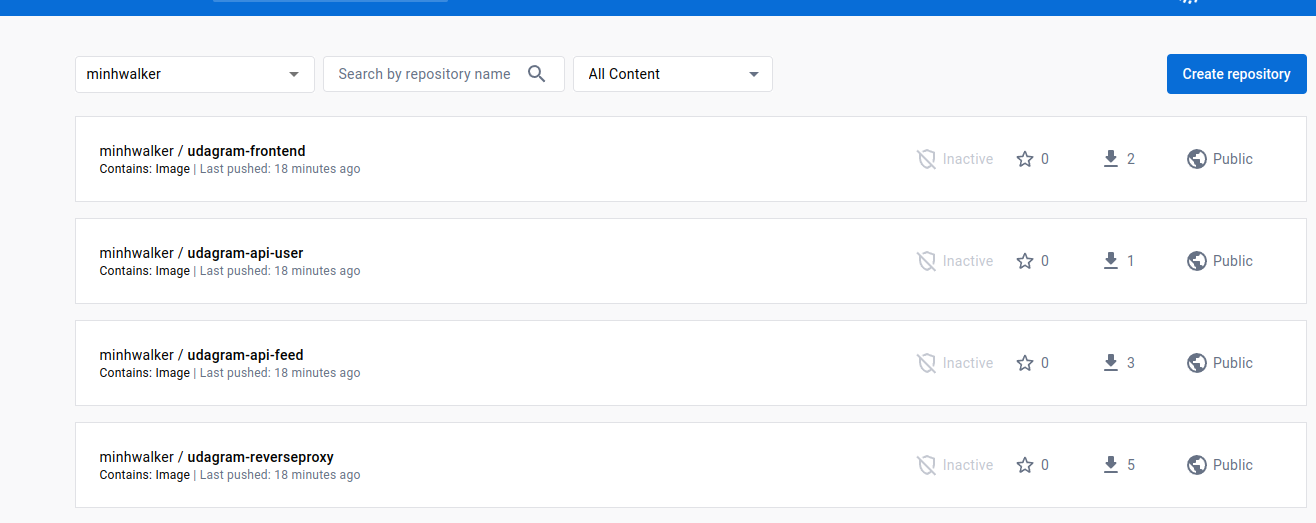 minhwalker
Search by repository name
All Content
Create repository
minhwalker / udagram-frontend
Contains: Image | Last pushed: 18 minutes ago
Inactive
0
2
Public
minhwalker / udagram-api-user
Contains: Image | Last pushed: 18 minutes ago
Inactive
0
1
Public
minhwalker / udagram-api-feed
Contains: Image | Last pushed: 18 minutes ago
Inactive
0
3
Public
minhwalker / udagram-reverseproxy
Contains: Image | Last pushed: 18 minutes ago
Inactive
0
5
Public